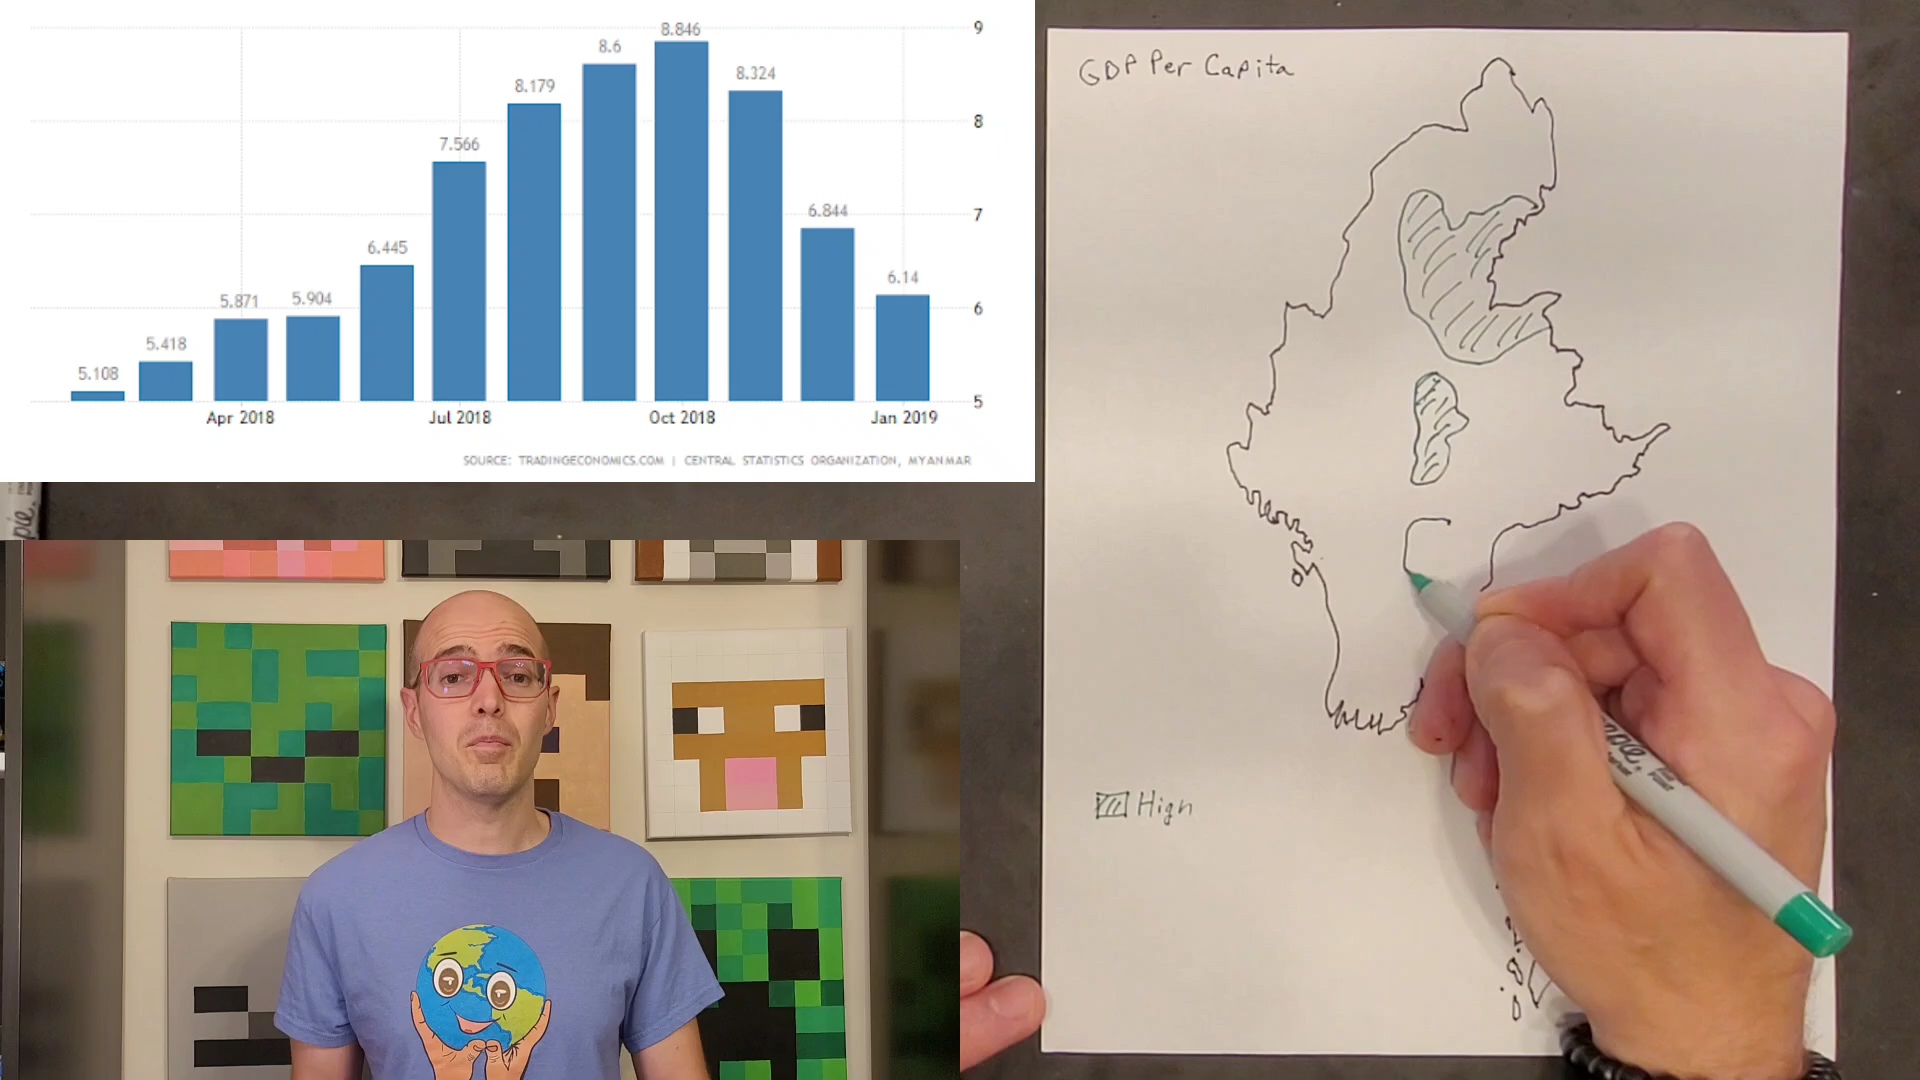 8.846
9
8.6
8.324
8.179
8
7.566
7
6.844
6.445
6.14
5.871
5.904
6
5.418
5.108
5
Apr 2018
Jul 2018
Oct 2018
Jan 2019
SOURCE: TRADINGECONOMICS.COM | CENTRAL STATISTICS ORGANIZATION, MYANMAR
GDP Per Capita
High